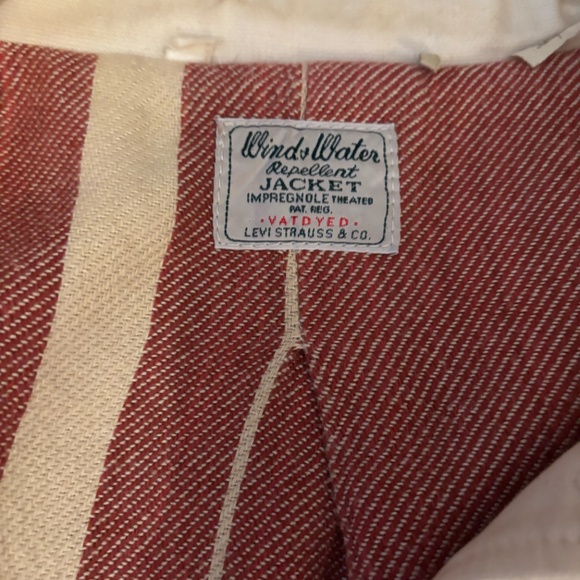 Wind & Water
Repellent
JACKET
IMPREGNOLE TREATED
PAT. REG.
·VATDYED·
LEVI STRAUSS & CO.